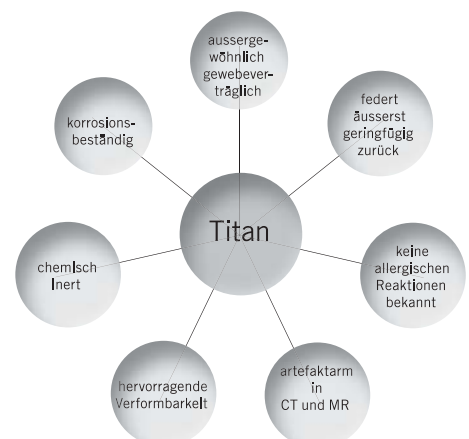 ausserge-
wöhnlich
gewebever-
träglich
federt
äusserst
geringfügig
zurück
korrosions-
beständig
Titan
keine
allergischen
Reaktionen
bekannt
chemisch
Inert
artefaktarm
in
CT und MR
hervorragende
Verformbarkelt